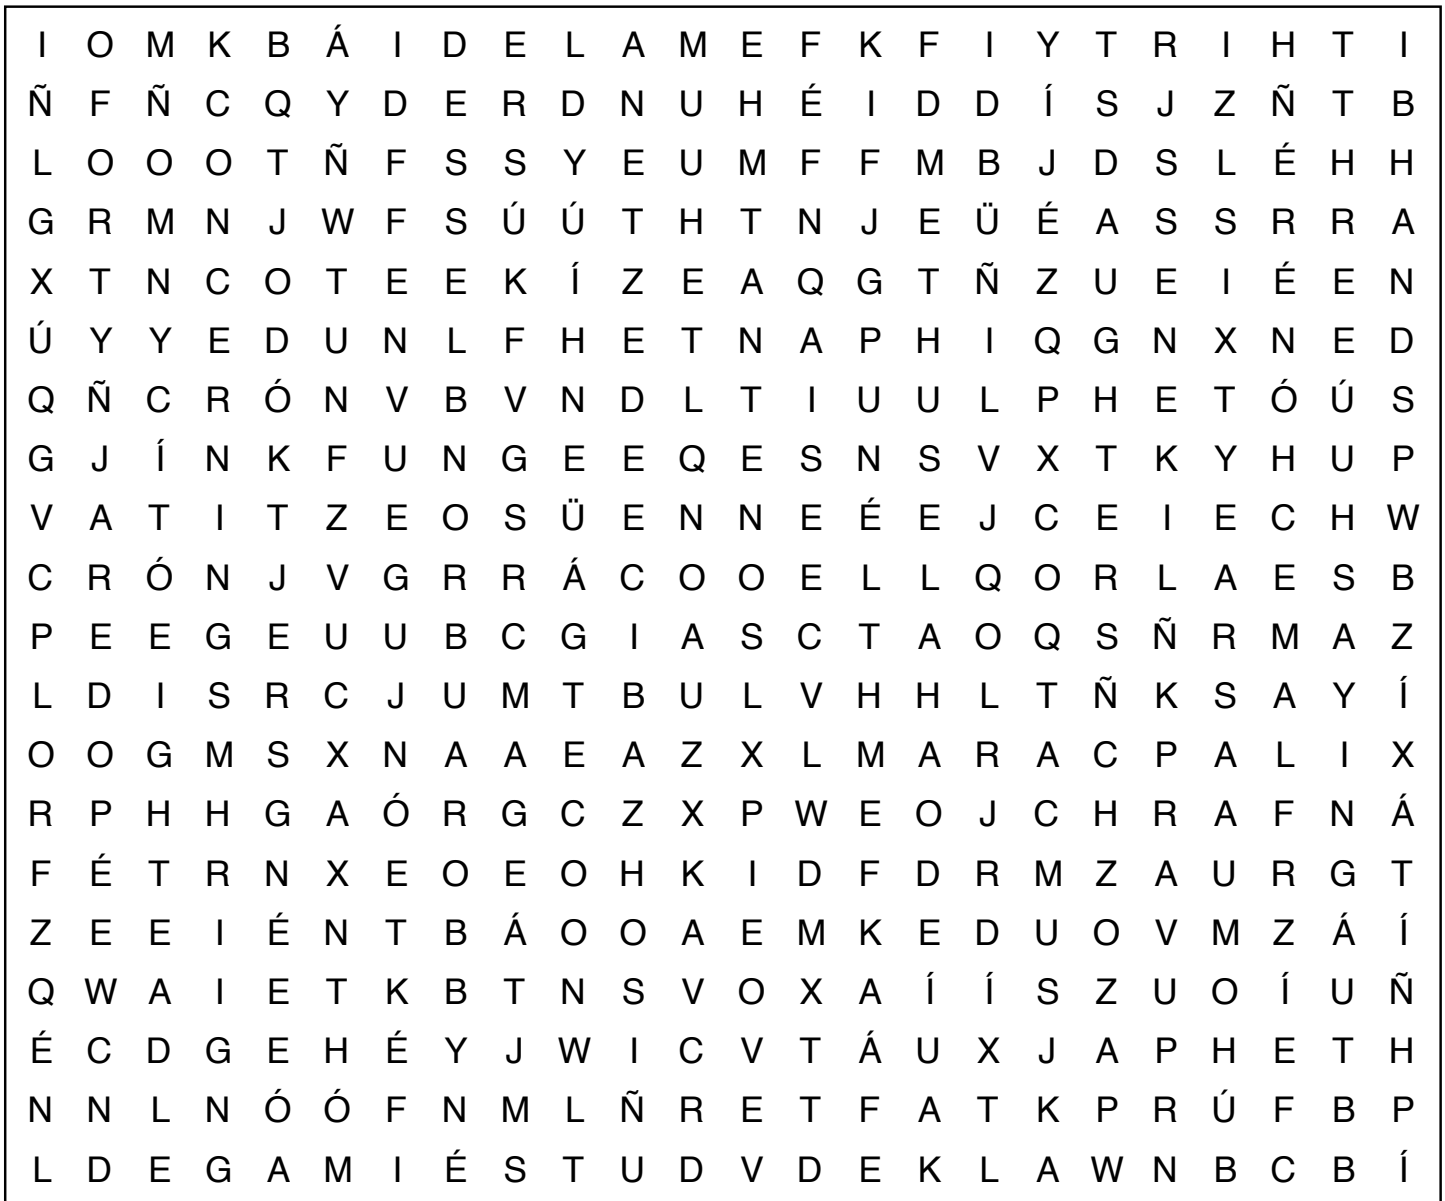 I O M K B Á I D E L A M E F K F I Y T R I H T I
Ñ F Ñ C Q Y D E R D N U H É I D D Í S J Z Ñ T B
L O O O T Ñ F S S Y E U M F F M B J D S L É H H
G R M N J W F S Ú Ú T H T N J E Ü É A S S R R A
X T N C O T E E K Í Z E A Q G T Ñ Z U E I É E N
Ú Y Y E D U N L F H E T N A P H I Q G N X N E D
Q Ñ C R Ó N V B V N D L T I U U L P H E T Ó Ú S
G J Í N K F U N G E E Q E S N S V X T K Y H U P
V A T I T Z E O S Ü E N N E É E J C E I E C H W
C R Ó N J V G R R Á C O O E L L Q O R L A E S B
P E E G E U U B C G I A S C T A O Q S Ñ R M A Z
L D I S R C J U M T B U L V H H L T Ñ K S A Y Í
O O G M S X N A A E A Z X L M A R A C P A L I X
R P H H G A Ó R G C Z X P W E O J C H R A F N Á
F É T R N X E O E O H K I D F D R M Z A U R G T
Z E E I É N T B Á O O A E M K E D U O V M Z Á Í
Q W A I E T K B T N S V O X A Í Í S Z U O Í U Ñ
É C D G E H É Y J W I C V T Á U X J A P H E T H
N N L N Ó Ó F N M L Ñ R E T F A T K P R Ú F B P
L D E G A M I É S T U D V D E K L A W N B C B Í